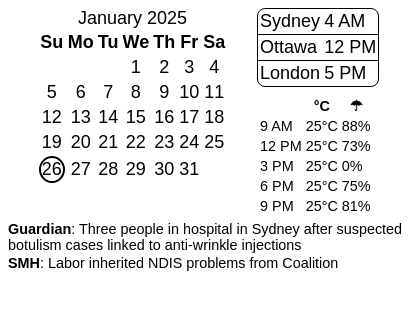 January 2025
Su Mo Tu We Th Fr Sa
1 2 3 4
5 6 7 8 9 10 11
12 13 14 15 16 17 18
19 20 21 22 23 24 25
26 27 28 29 30 31
Sydney 4 AM
Ottawa 12 PM
London 5 PM
°C ☂
9 AM 25°C 88%
12 PM 25°C 73%
3 PM 25°C 0%
6 PM 25°C 75%
9 PM 25°C 81%
Guardian: Three people in hospital in Sydney after suspected
botulism cases linked to anti-wrinkle injections
SMH: Labor inherited NDIS problems from Coalition